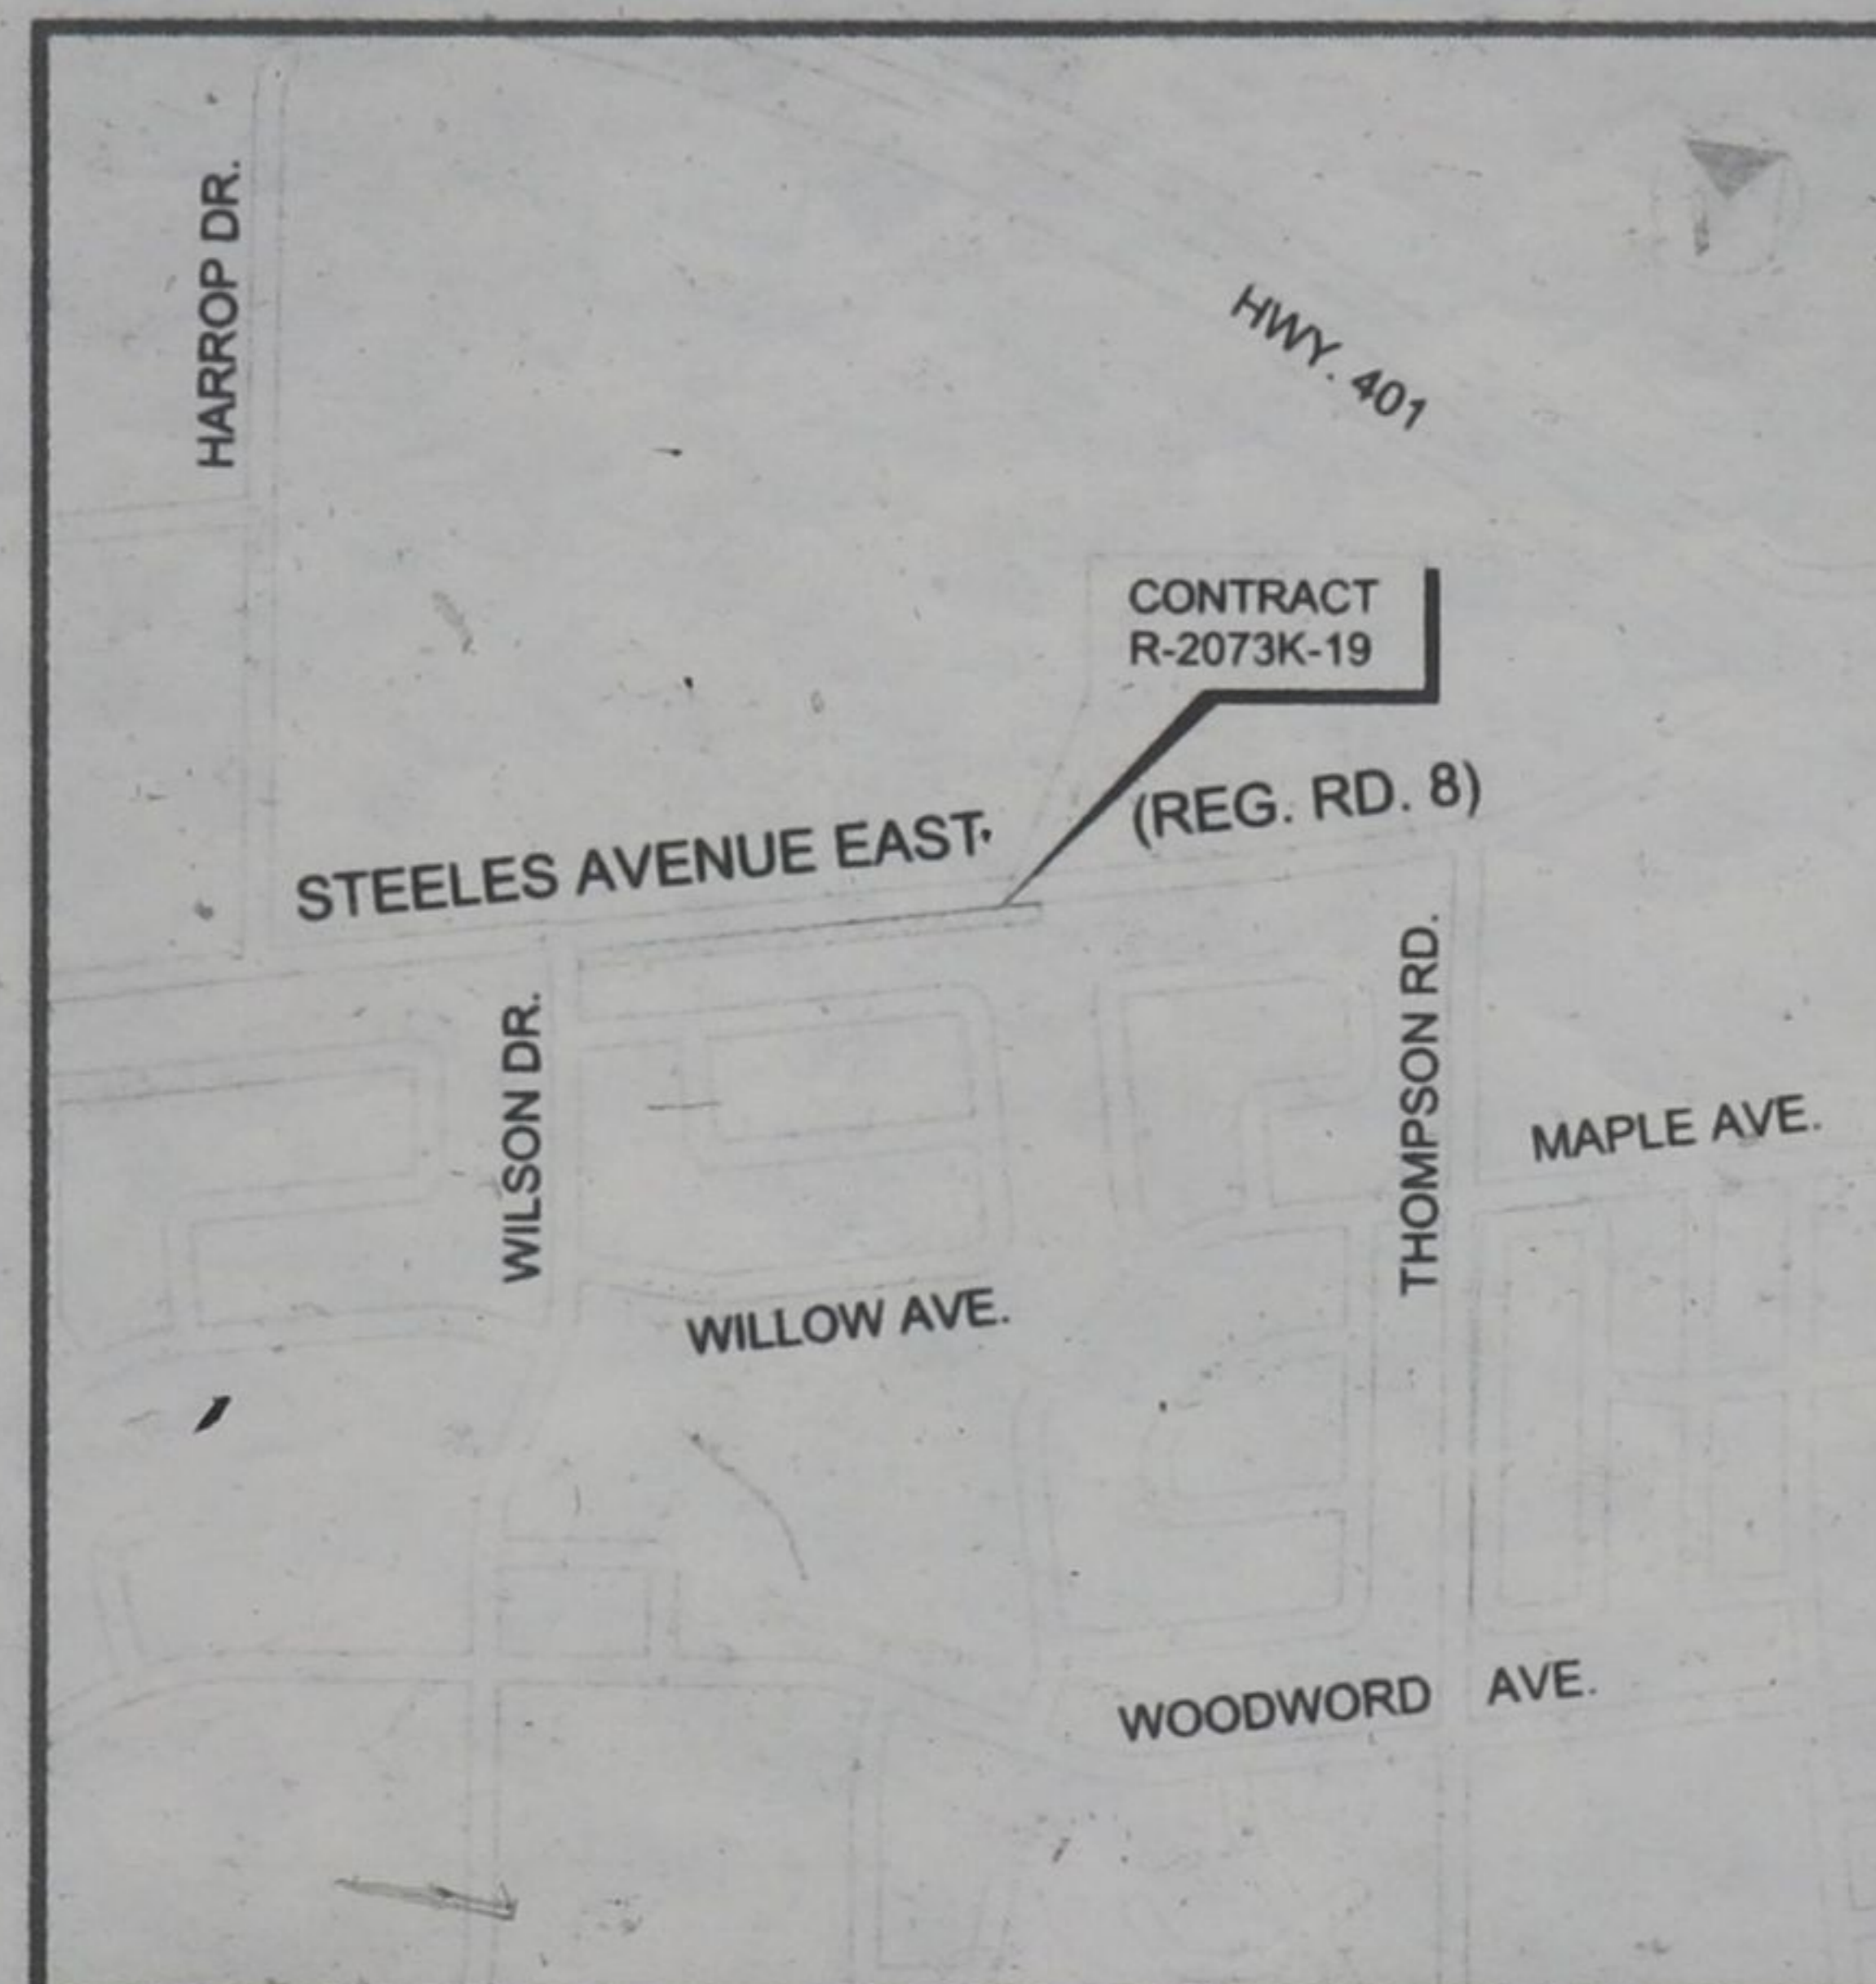 HARROP DR.
HWY. 401
CONTRACT
R-2073K-19
STEELES AVENUE EAST
(REG. RD. 8)
WILSON DR.
THOMPSON RD.
MAPLE AVE.
WILLOW AVE.
WOODWORD AVE.